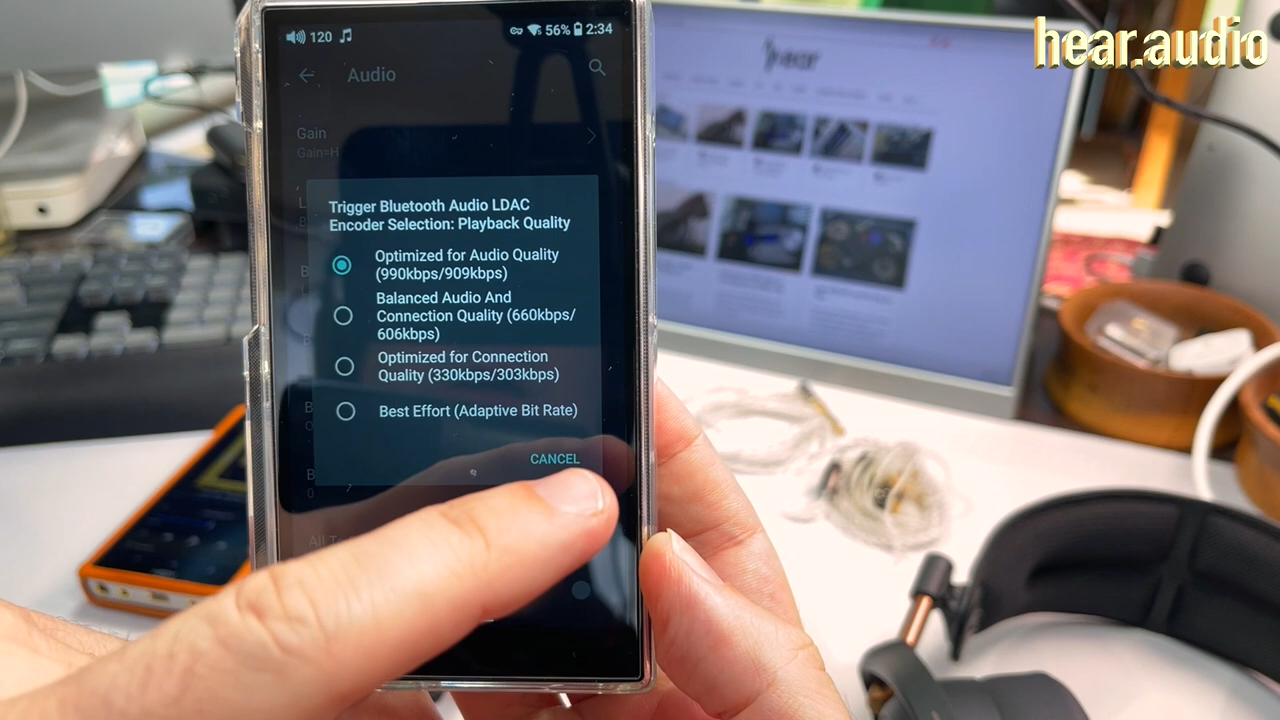 hear.audio
120
56% 2:34
Audio
Gain
Gain=H
Trigger Bluetooth Audio LDAC
Encoder Selection: Playback Quality
Optimized for Audio Quality
(990kbps/909kbps)
Balanced Audio And
Connection Quality (660kbps/
606kbps)
Optimized for Connection
Quality (330kbps/303kbps)
Best Effort (Adaptive Bit Rate)
CANCEL
hear